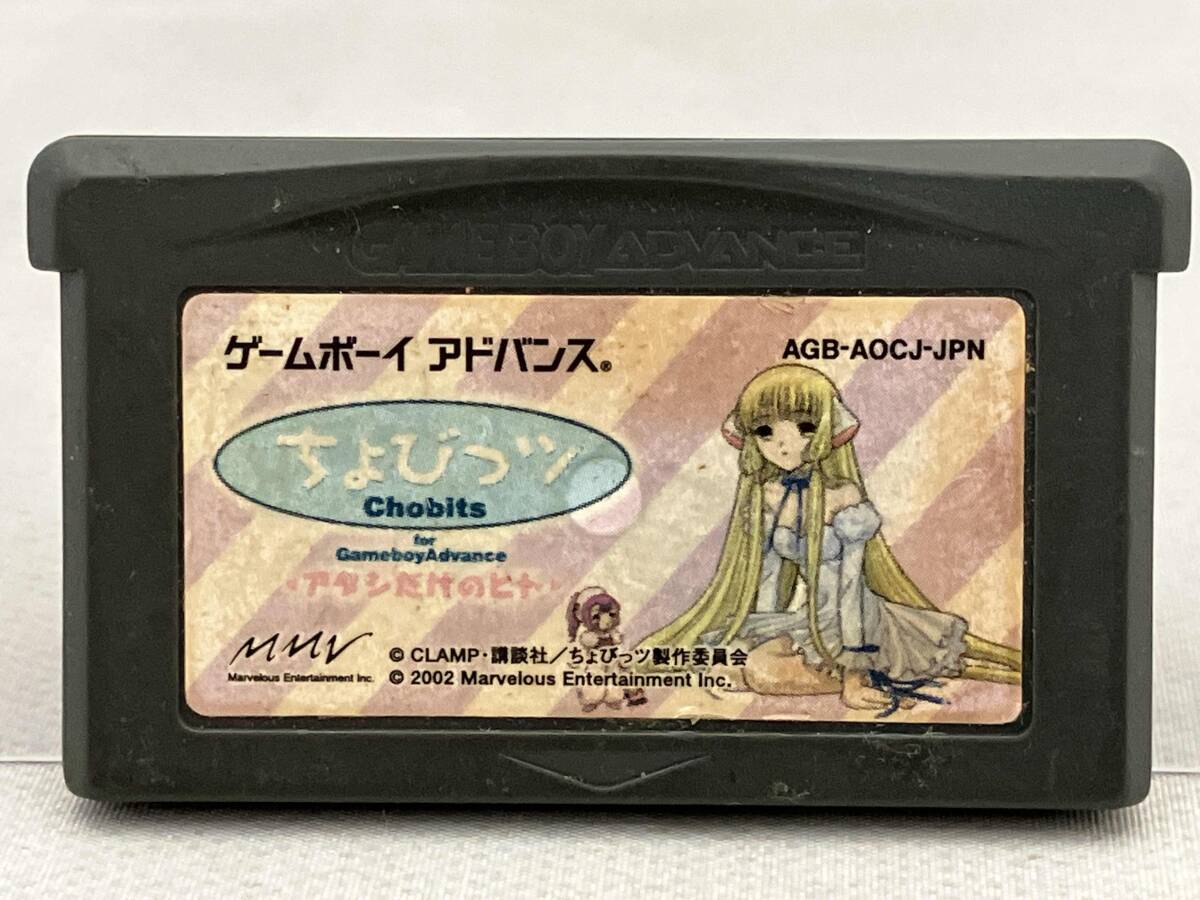 GAME BOY ADVANCE
ゲームボーイ アドバンス®
AGB-AOCJ-JPN
ちょびっツ
Chobits
for
GameboyAdvance
・アタシだけのヒト・
MMV
Marvelous Entertainment Inc.
© CLAMP・講談社／ちょびっツ製作委員会
© 2002 Marvelous Entertainment Inc.